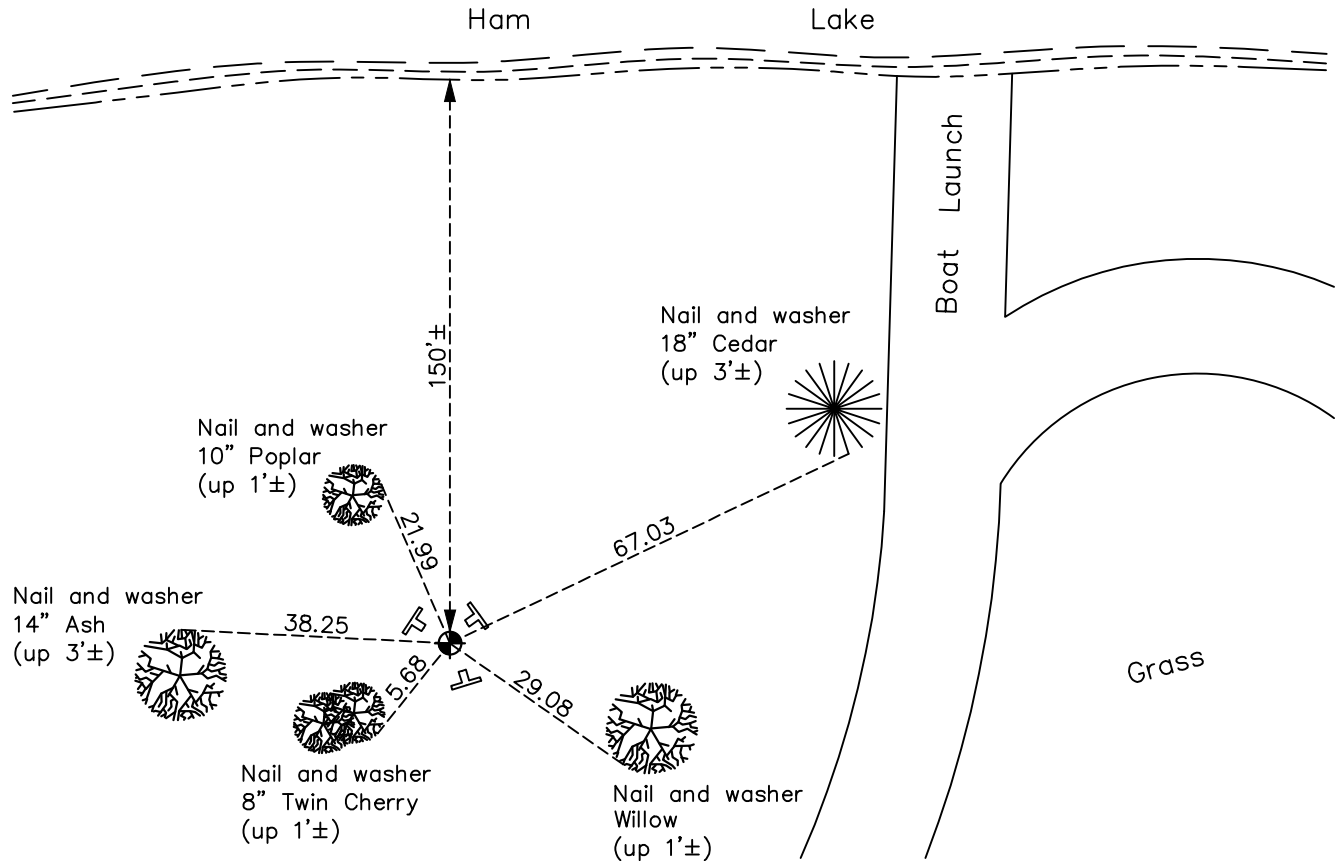 Ham Lake
Boat Launch
150'±
Nail and washer
18" Cedar
(up 3'±)
Nail and washer
10" Poplar
(up 1'±)
21.99
67.03
Nail and washer
14" Ash
(up 3'±)
38.25
5.68
29.08
Grass
Nail and washer
8" Twin Cherry
(up 1'±)
Nail and washer
Willow
(up 1'±)